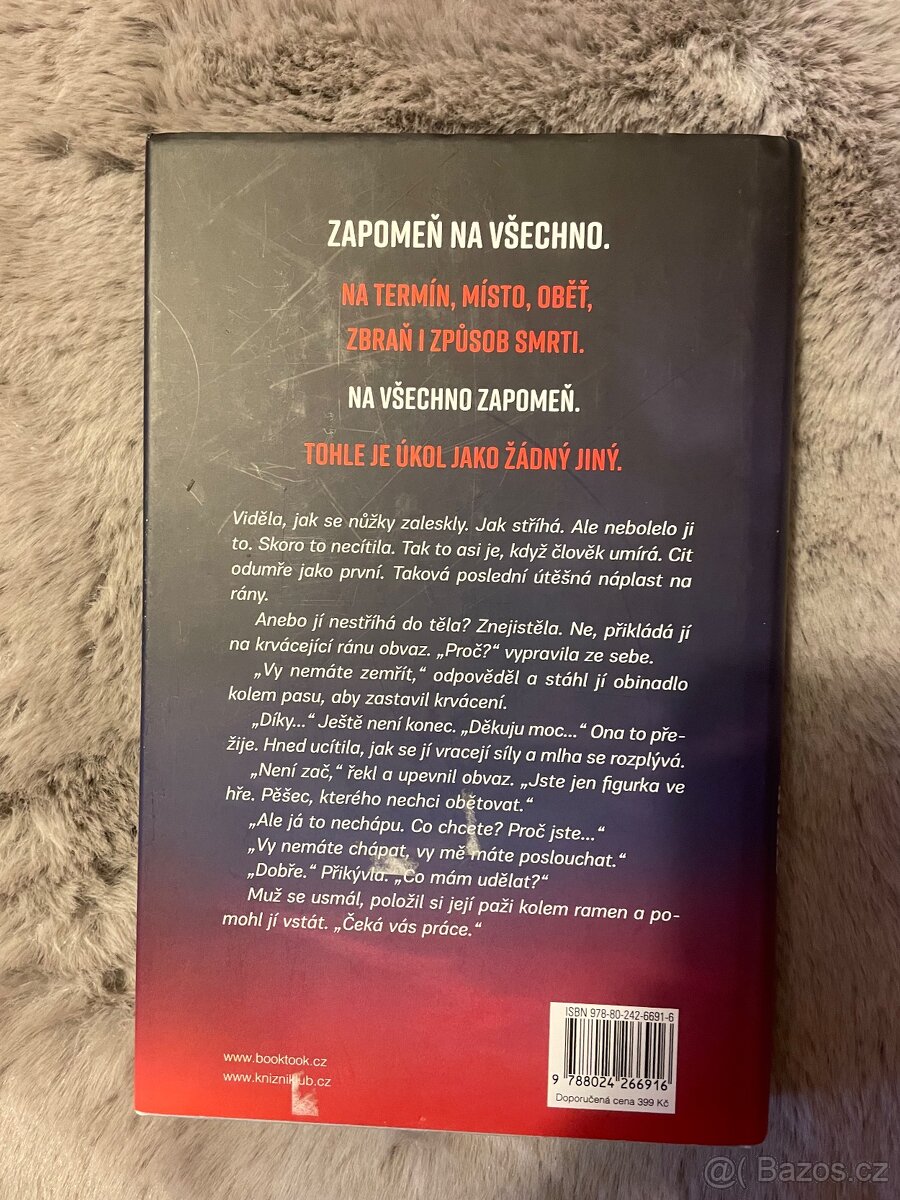 ZAPOMEŇ NA VŠECHNO.
NA TERMÍN, MÍSTO, OBĚŤ,
ZBRAŇ I ZPŮSOB SMRTI.
NA VŠECHNO ZAPOMEŇ.
TOHLE JE ÚKOL JAKO ŽÁDNÝ JINÝ.
Viděla, jak se nůžky zaleskly. Jak stříhá. Ale nebolelo ji
to. Skoro to necítila. Tak to asi je, když člověk umírá. Cit
odumře jako první. Taková poslední útěšná náplast na
rány.
Anebo jí nestříhá do těla? Znejistěla. Ne, přikládá jí
na krvácející ránu obvaz. „Proč?“ vypravila ze sebe.
„Vy nemáte zemřít,“ odpověděl a stáhl jí obinadlo
kolem pasu, aby zastavil krvácení.
„Díky...“ Ještě není konec. „Děkuju moc...“ Ona to pře-
žije. Hned ucítila, jak se jí vracejí síly a mlha se rozplývá.
„Není zač,“ řekl a upevnil obvaz. „Jste jen figurka ve
hře. Pěšec, kterého nechci obětovat.“
„Ale já to nechápu. Co chcete? Proč jste...“
„Vy nemáte chápat, vy mě máte poslouchat.“
„Dobře.“ Přikývla. „Co mám udělat?“
Muž se usmál, položil si její paži kolem ramen a po-
mohl jí vstát. „Čeká vás práce.“
ISBN 978-80-242-6691-6
9 788024 266916
Doporučená cena 399 Kč
www.booktook.cz
www.knizniklub.cz
@( Bazos.cz